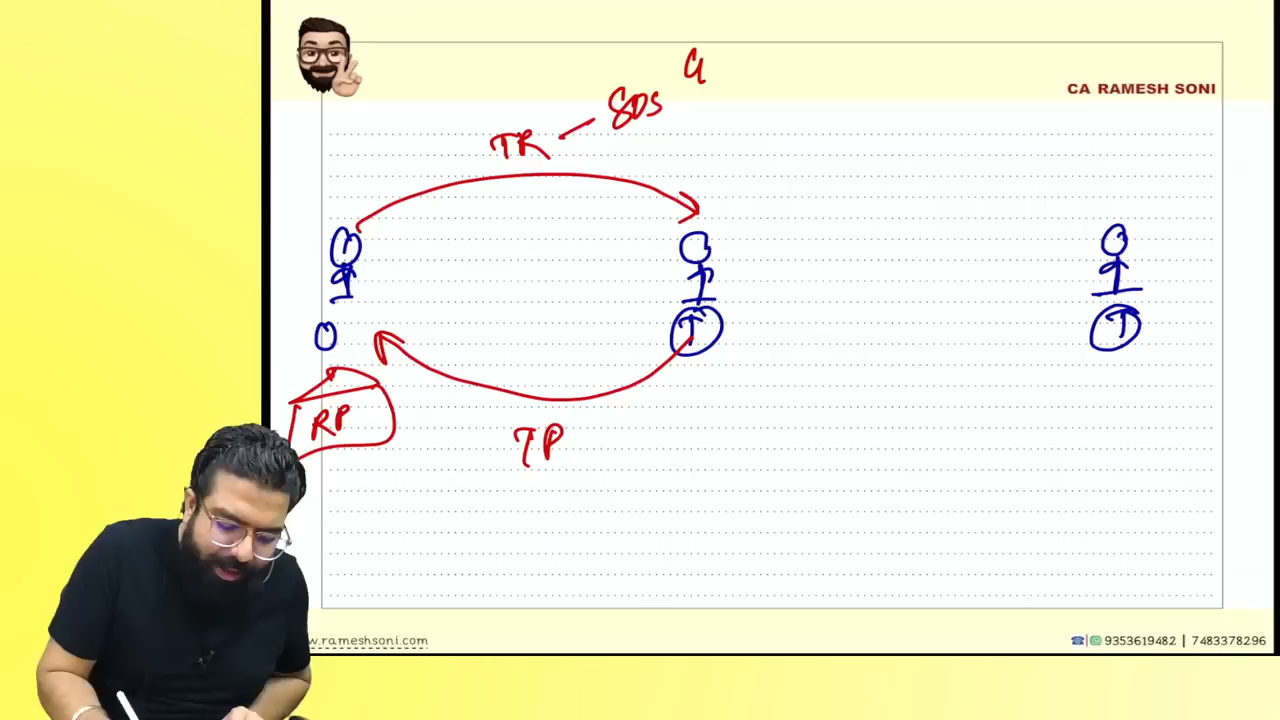 CA RAMESH SONI
TR
SDS
O
T
T
RP
TP
w.rameshsoni.com
9353619482 | 7483378296